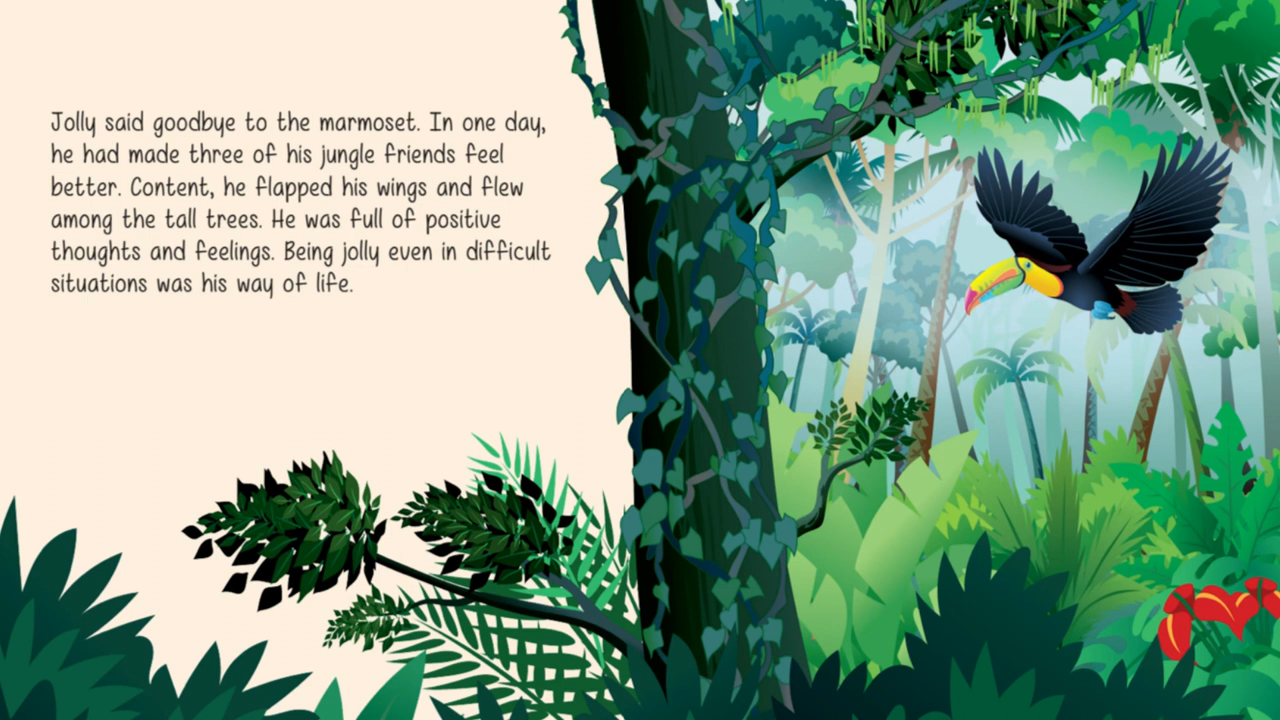 Jolly said goodbye to the marmoset. In one day,
he had made three of his jungle friends feel
better. Content, he flapped his wings and flew
among the tall trees. He was full of positive
thoughts and feelings. Being jolly even in difficult
situations was his way of life.